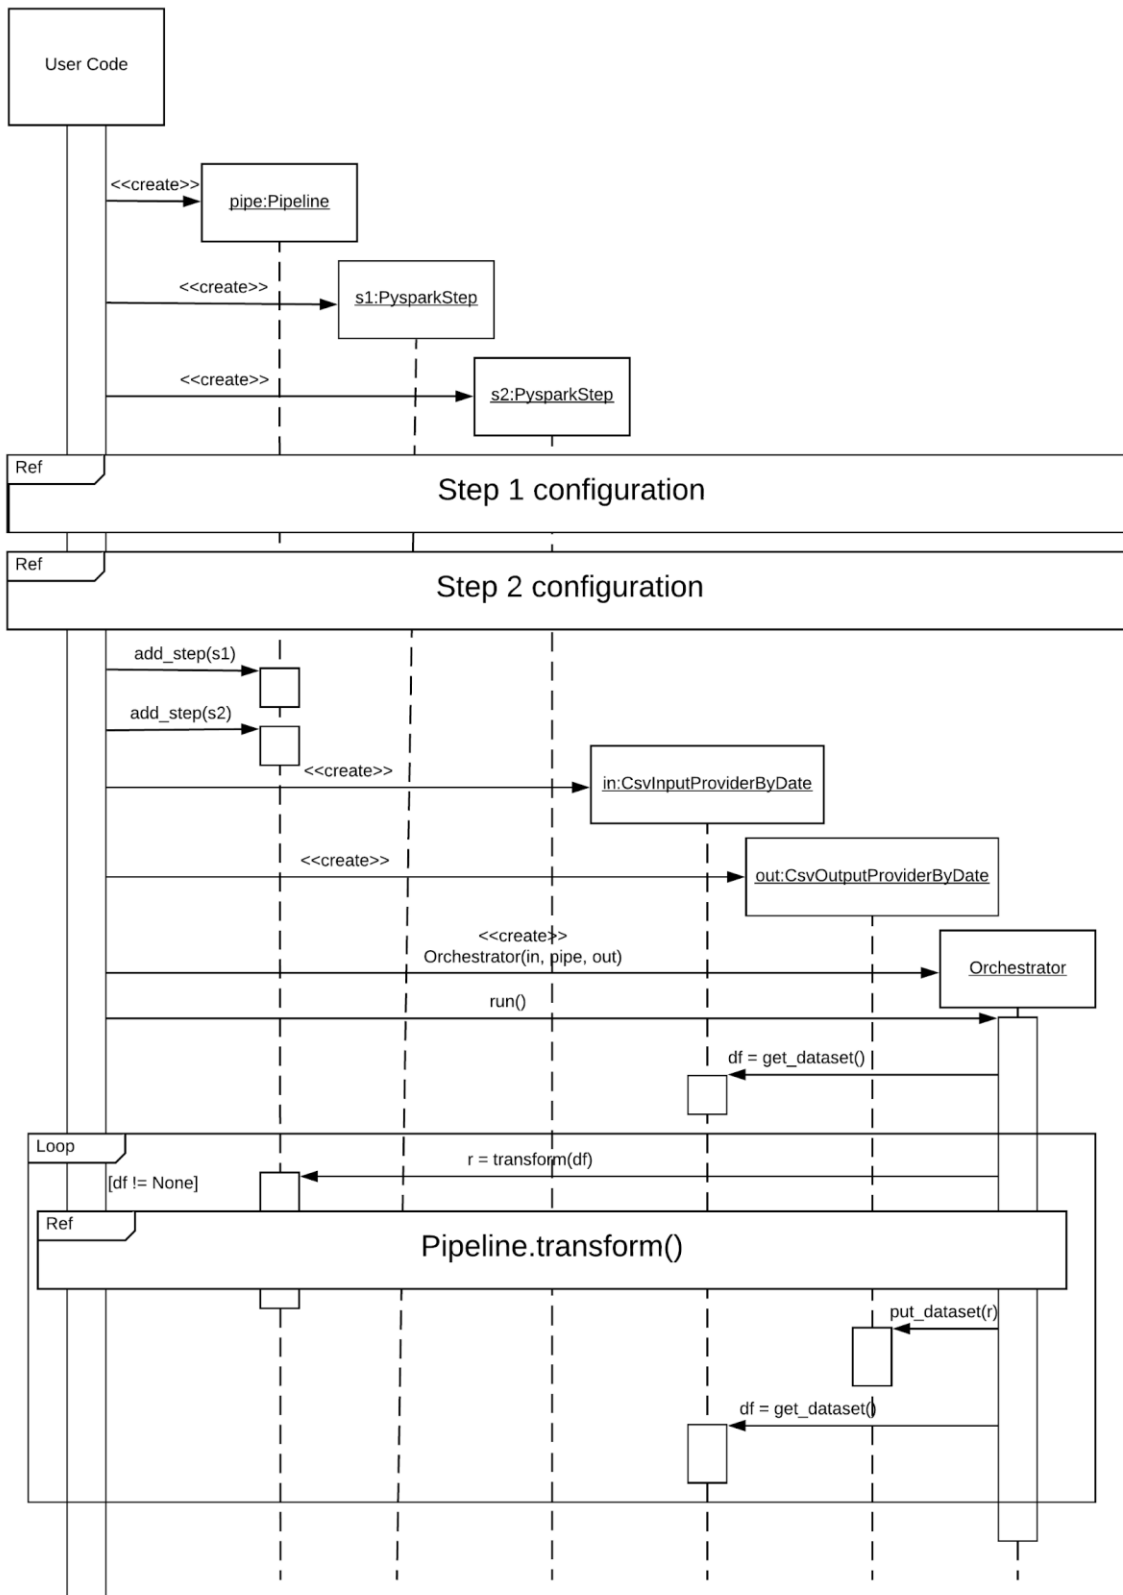 User Code
<<create>>
pipe:Pipeline
<<create>>
s1:PysparkStep
<<create>>
s2:PysparkStep
Ref
Step 1 configuration
Ref
Step 2 configuration
add_step(s1)
add_step(s2)
<<create>>
in:CsvInputProviderByDate
<<create>>
out:CsvOutputProviderByDate
<<create>>
Orchestrator(in, pipe, out)
Orchestrator
run()
df = get_dataset()
Loop
r = transform(df)
[df != None]
Ref
Pipeline.transform()
put_dataset(r)
df = get_dataset()